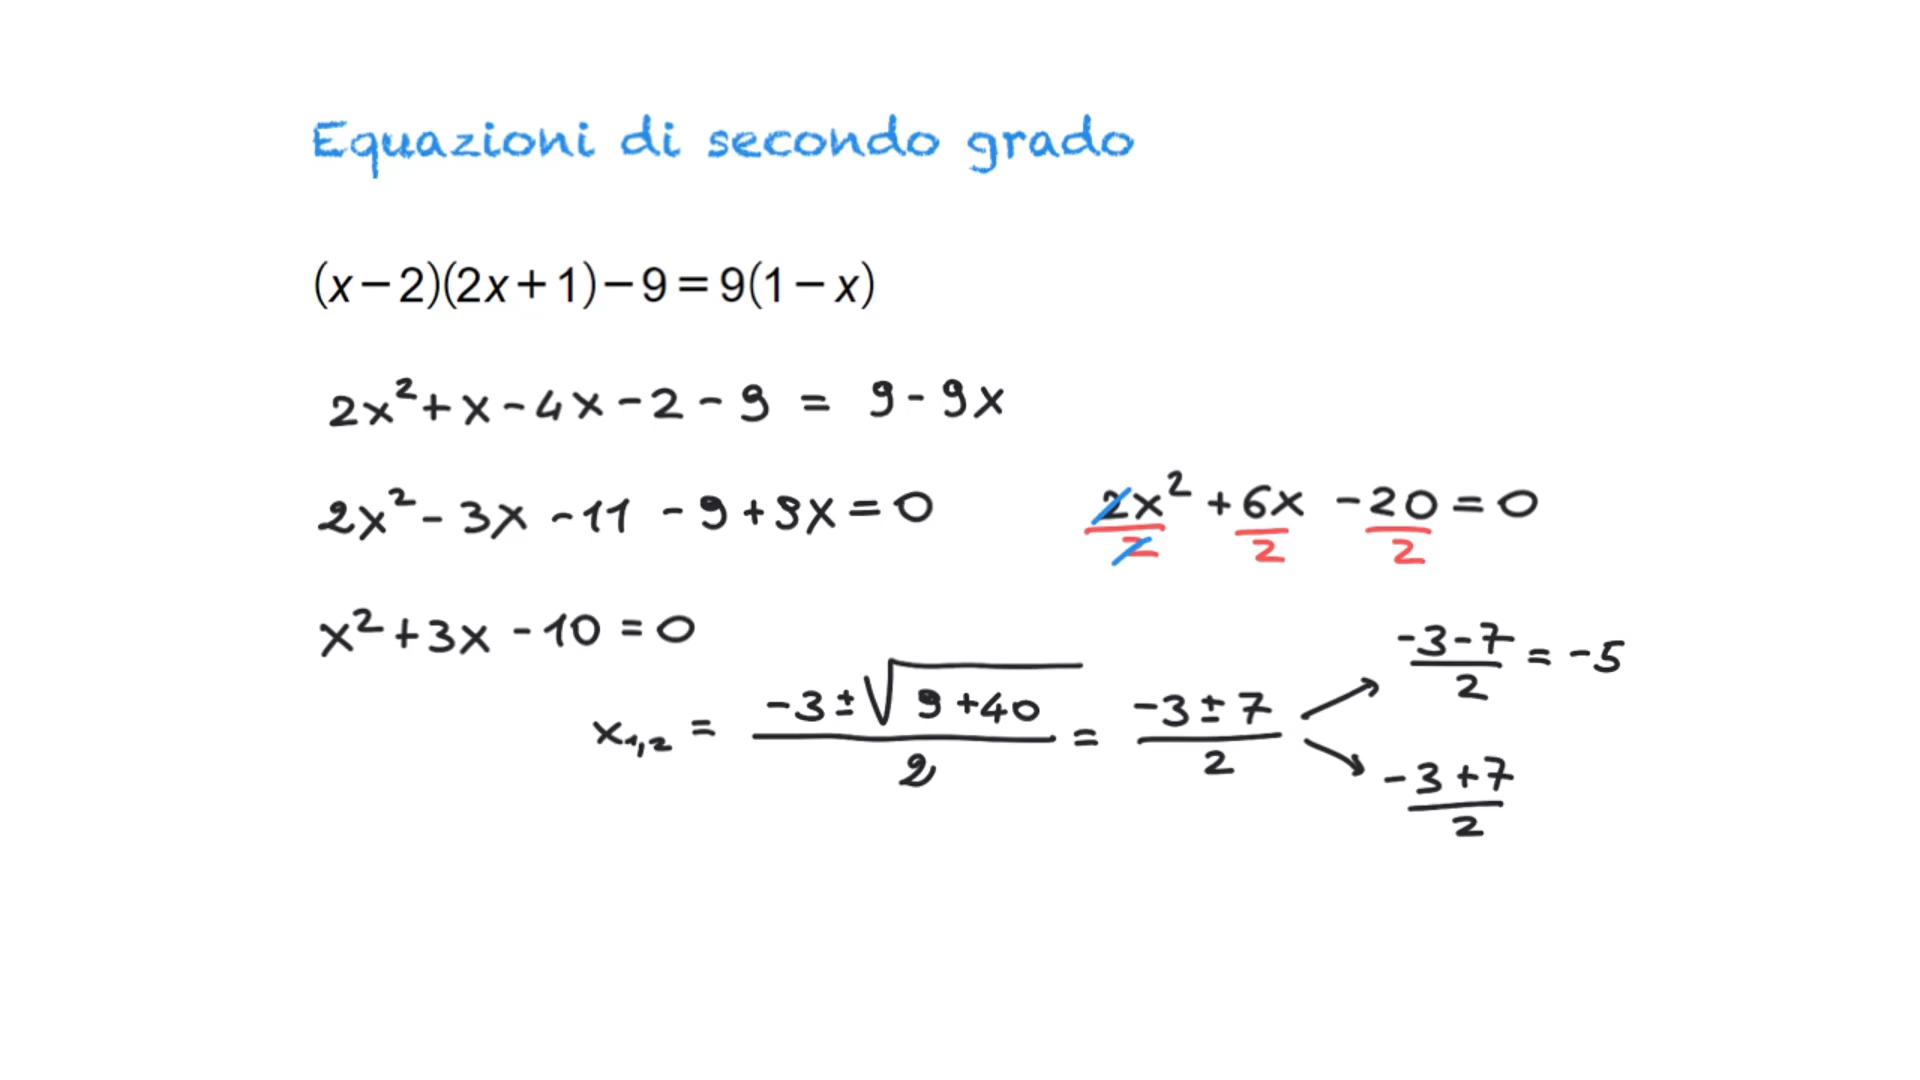 Equazioni di secondo grado
(x−2)(2x+1)−9=9(1−x)
2x²+x-4x-2-9 = 9-9x
2x²-3x-11-9+9x=0
2x²/2 +6x/2 -20/2 =0
x²+3x-10=0
x₁,₂ = (-3±√(9+40))/2 = (-3±7)/2
(-3-7)/2 = -5
(-3+7)/2